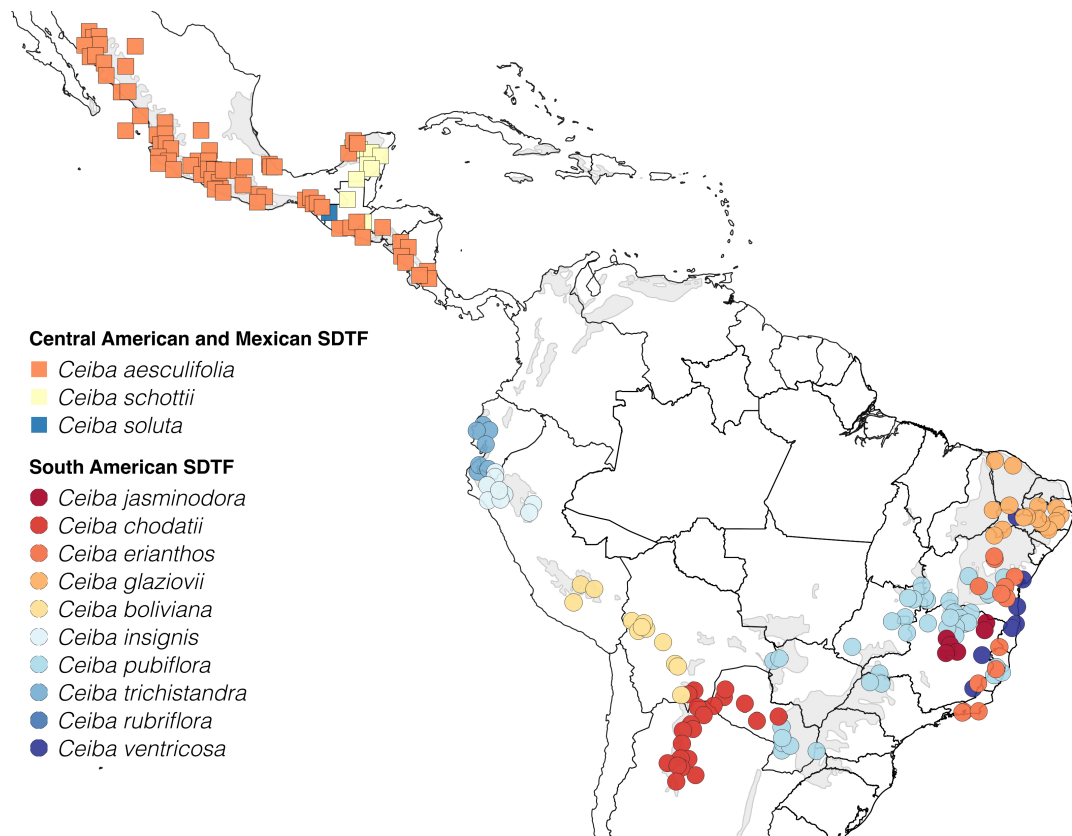 Central American and Mexican SDTF
Ceiba aesculifolia
Ceiba schottii
Ceiba soluta
South American SDTF
Ceiba jasminodora
Ceiba chodatii
Ceiba erianthos
Ceiba glaziovii
Ceiba boliviana
Ceiba insignis
Ceiba pubiflora
Ceiba trichistandra
Ceiba rubriflora
Ceiba ventricosa